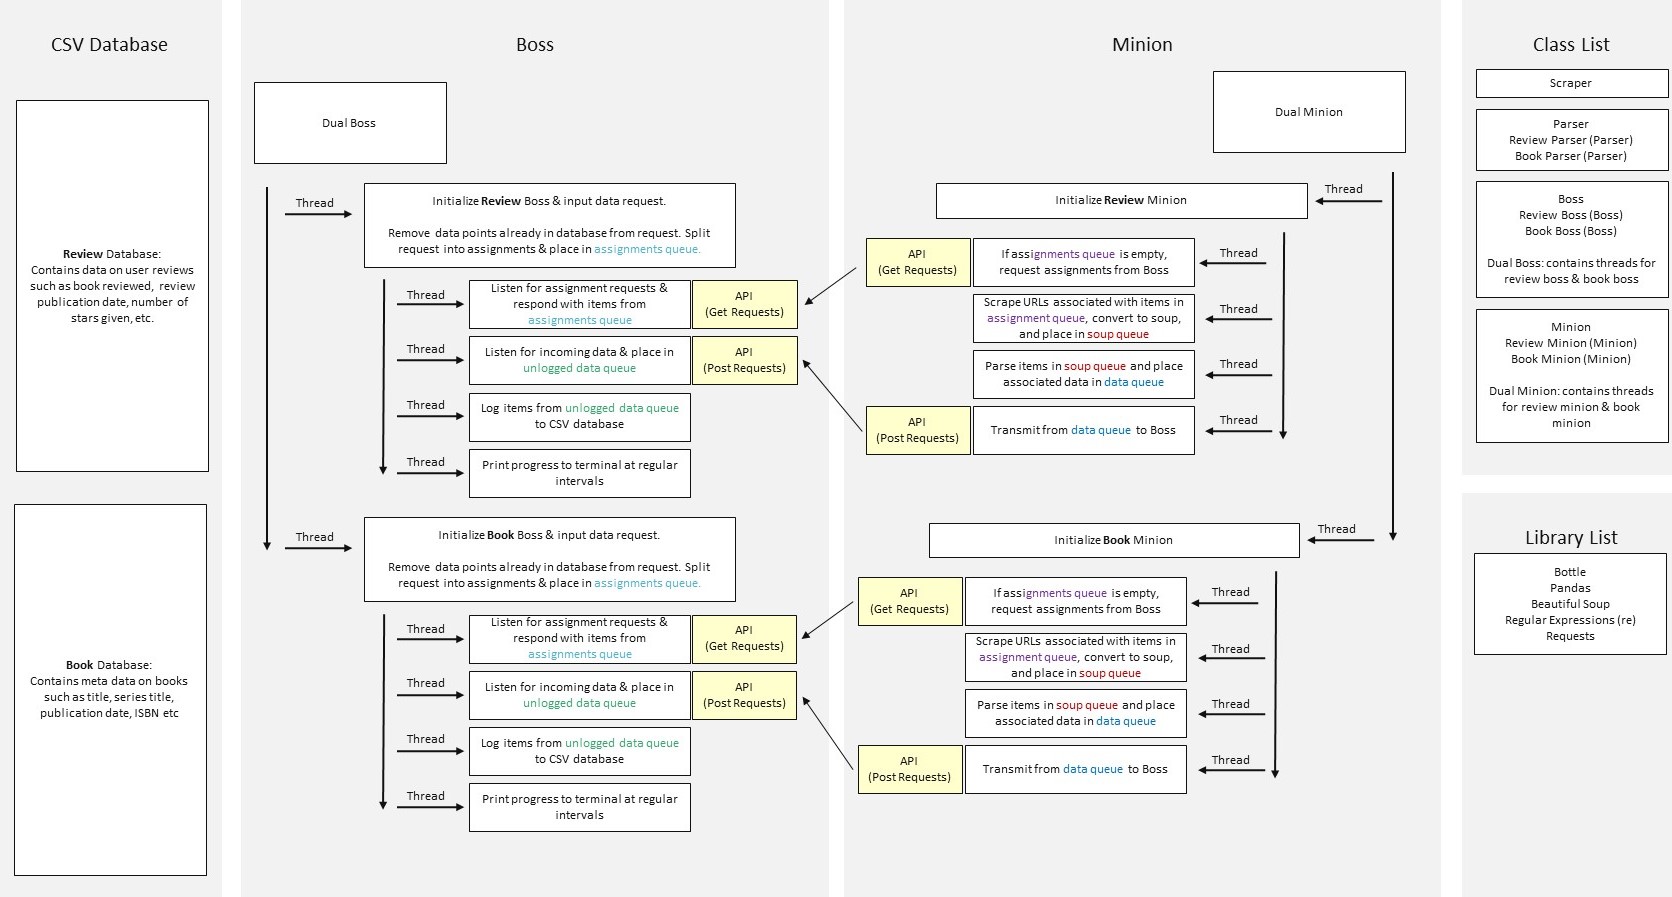 CSV Database
Review Database:
Contains data on user reviews
such as book reviewed, review
publication date, number of
stars given, etc.
Book Database:
Contains meta data on books
such as title, series title,
publication date, ISBN etc
Boss
Dual Boss
Thread
Initialize Review Boss & input data request.
Remove data points already in database from request. Split
request into assignments & place in assignments queue.
Thread
Listen for assignment requests &
respond with items from
assignments queue
API
(Get Requests)
Thread
Listen for incoming data & place in
unlogged data queue
API
(Post Requests)
Thread
Log items from unlogged data queue
to CSV database
Thread
Print progress to terminal at regular
intervals
Thread
Initialize Book Boss & input data request.
Remove data points already in database from request. Split
request into assignments & place in assignments queue.
Thread
Listen for assignment requests &
respond with items from
assignments queue
API
(Get Requests)
Thread
Listen for incoming data & place in
unlogged data queue
API
(Post Requests)
Thread
Log items from unlogged data queue
to CSV database
Thread
Print progress to terminal at regular
intervals
Minion
Dual Minion
Initialize Review Minion
Thread
API
(Get Requests)
If assignments queue is empty,
request assignments from Boss
Thread
Scrape URLs associated with items in
assignment queue, convert to soup,
and place in soup queue
Thread
Parse items in soup queue and place
associated data in data queue
Thread
API
(Post Requests)
Transmit from data queue to Boss
Thread
Initialize Book Minion
Thread
API
(Get Requests)
If assignments queue is empty,
request assignments from Boss
Thread
Scrape URLs associated with items in
assignment queue, convert to soup,
and place in soup queue
Thread
Parse items in soup queue and place
associated data in data queue
Thread
API
(Post Requests)
Transmit from data queue to Boss
Thread
Class List
Scraper
Parser
Review Parser (Parser)
Book Parser (Parser)
Boss
Review Boss (Boss)
Book Boss (Boss)
Dual Boss: contains threads for
review boss & book boss
Minion
Review Minion (Minion)
Book Minion (Minion)
Dual Minion: contains threads
for review minion & book
minion
Library List
Bottle
Pandas
Beautiful Soup
Regular Expressions (re)
Requests